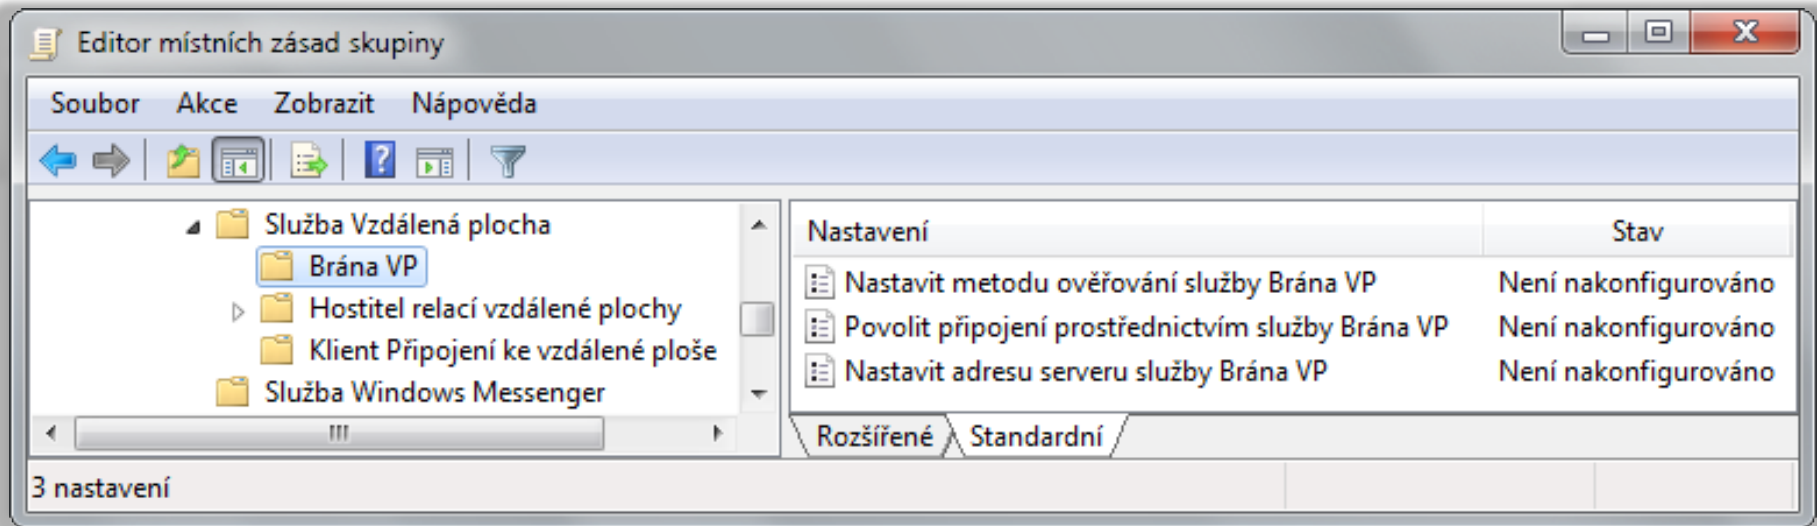 Editor místních zásad skupiny
Soubor Akce Zobrazit Nápověda
Služba Vzdálená plocha
Brána VP
Hostitel relací vzdálené plochy
Klient Připojení ke vzdálené ploše
Služba Windows Messenger
Nastavení Stav
Nastavit metodu ověřování služby Brána VP Není nakonfigurováno
Povolit připojení prostřednictvím služby Brána VP Není nakonfigurováno
Nastavit adresu serveru služby Brána VP Není nakonfigurováno
Rozšířené Standardní
3 nastavení